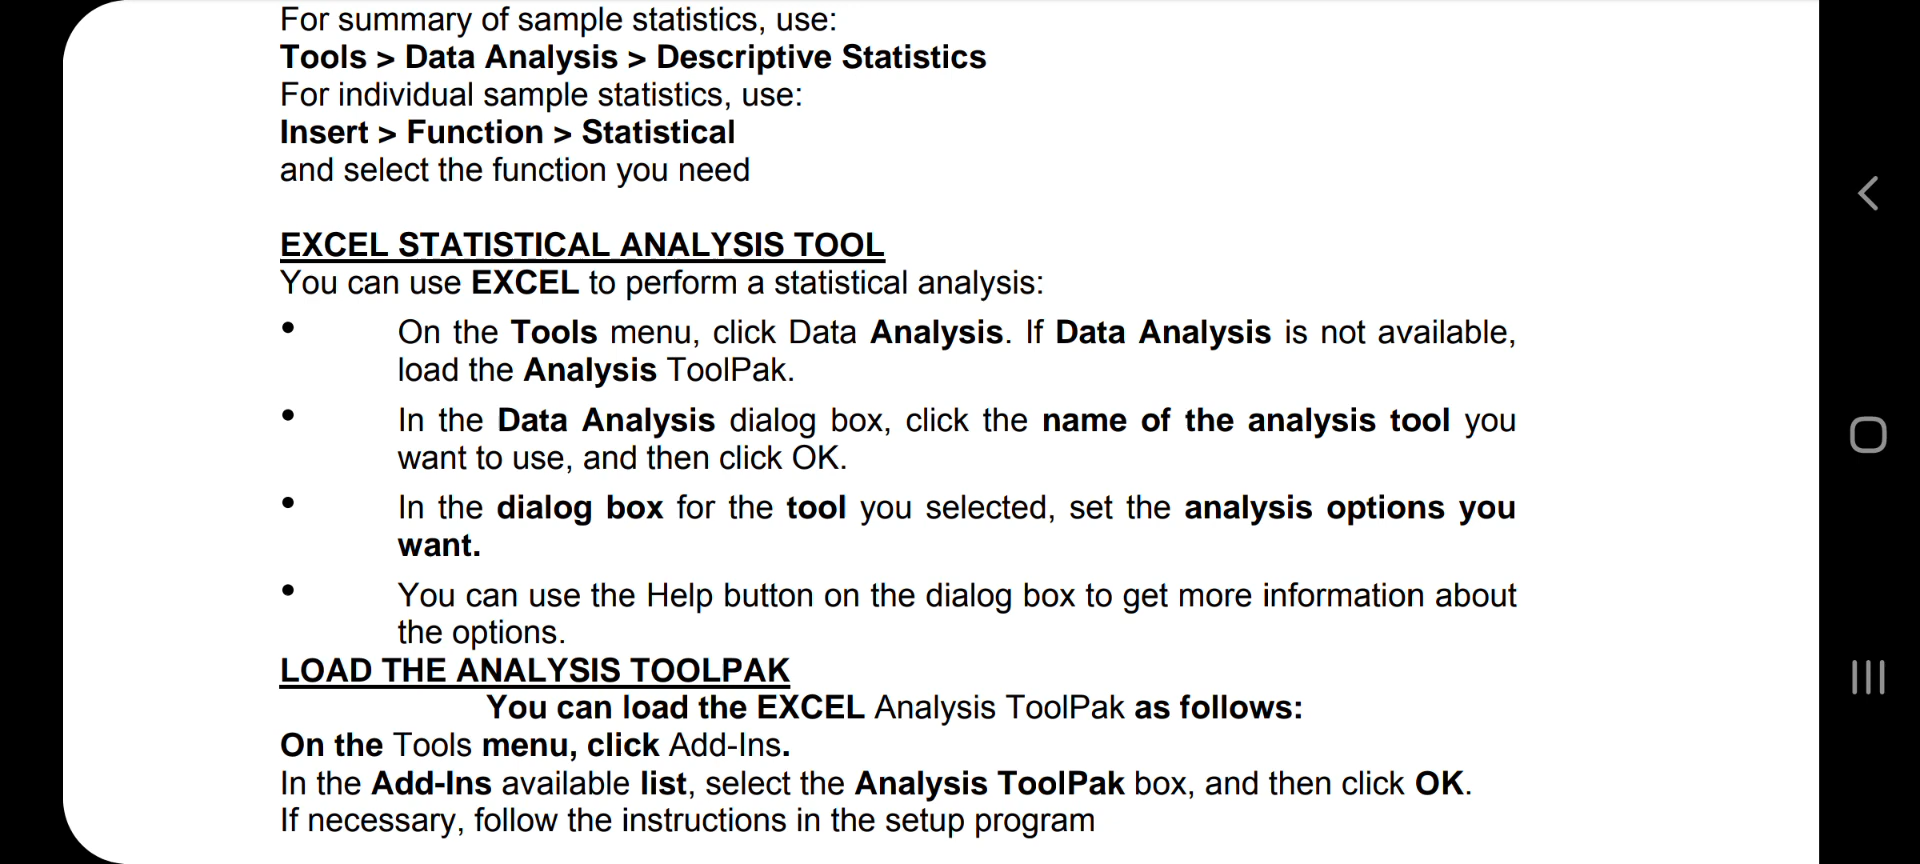 For summary of sample statistics, use:
Tools > Data Analysis > Descriptive Statistics
For individual sample statistics, use:
Insert > Function > Statistical
and select the function you need
EXCEL STATISTICAL ANALYSIS TOOL
You can use EXCEL to perform a statistical analysis:
• On the Tools menu, click Data Analysis. If Data Analysis is not available,
load the Analysis ToolPak.
• In the Data Analysis dialog box, click the name of the analysis tool you
want to use, and then click OK.
• In the dialog box for the tool you selected, set the analysis options you
want.
• You can use the Help button on the dialog box to get more information about
the options.
LOAD THE ANALYSIS TOOLPAK
You can load the EXCEL Analysis ToolPak as follows:
On the Tools menu, click Add-Ins.
In the Add-Ins available list, select the Analysis ToolPak box, and then click OK.
If necessary, follow the instructions in the setup program